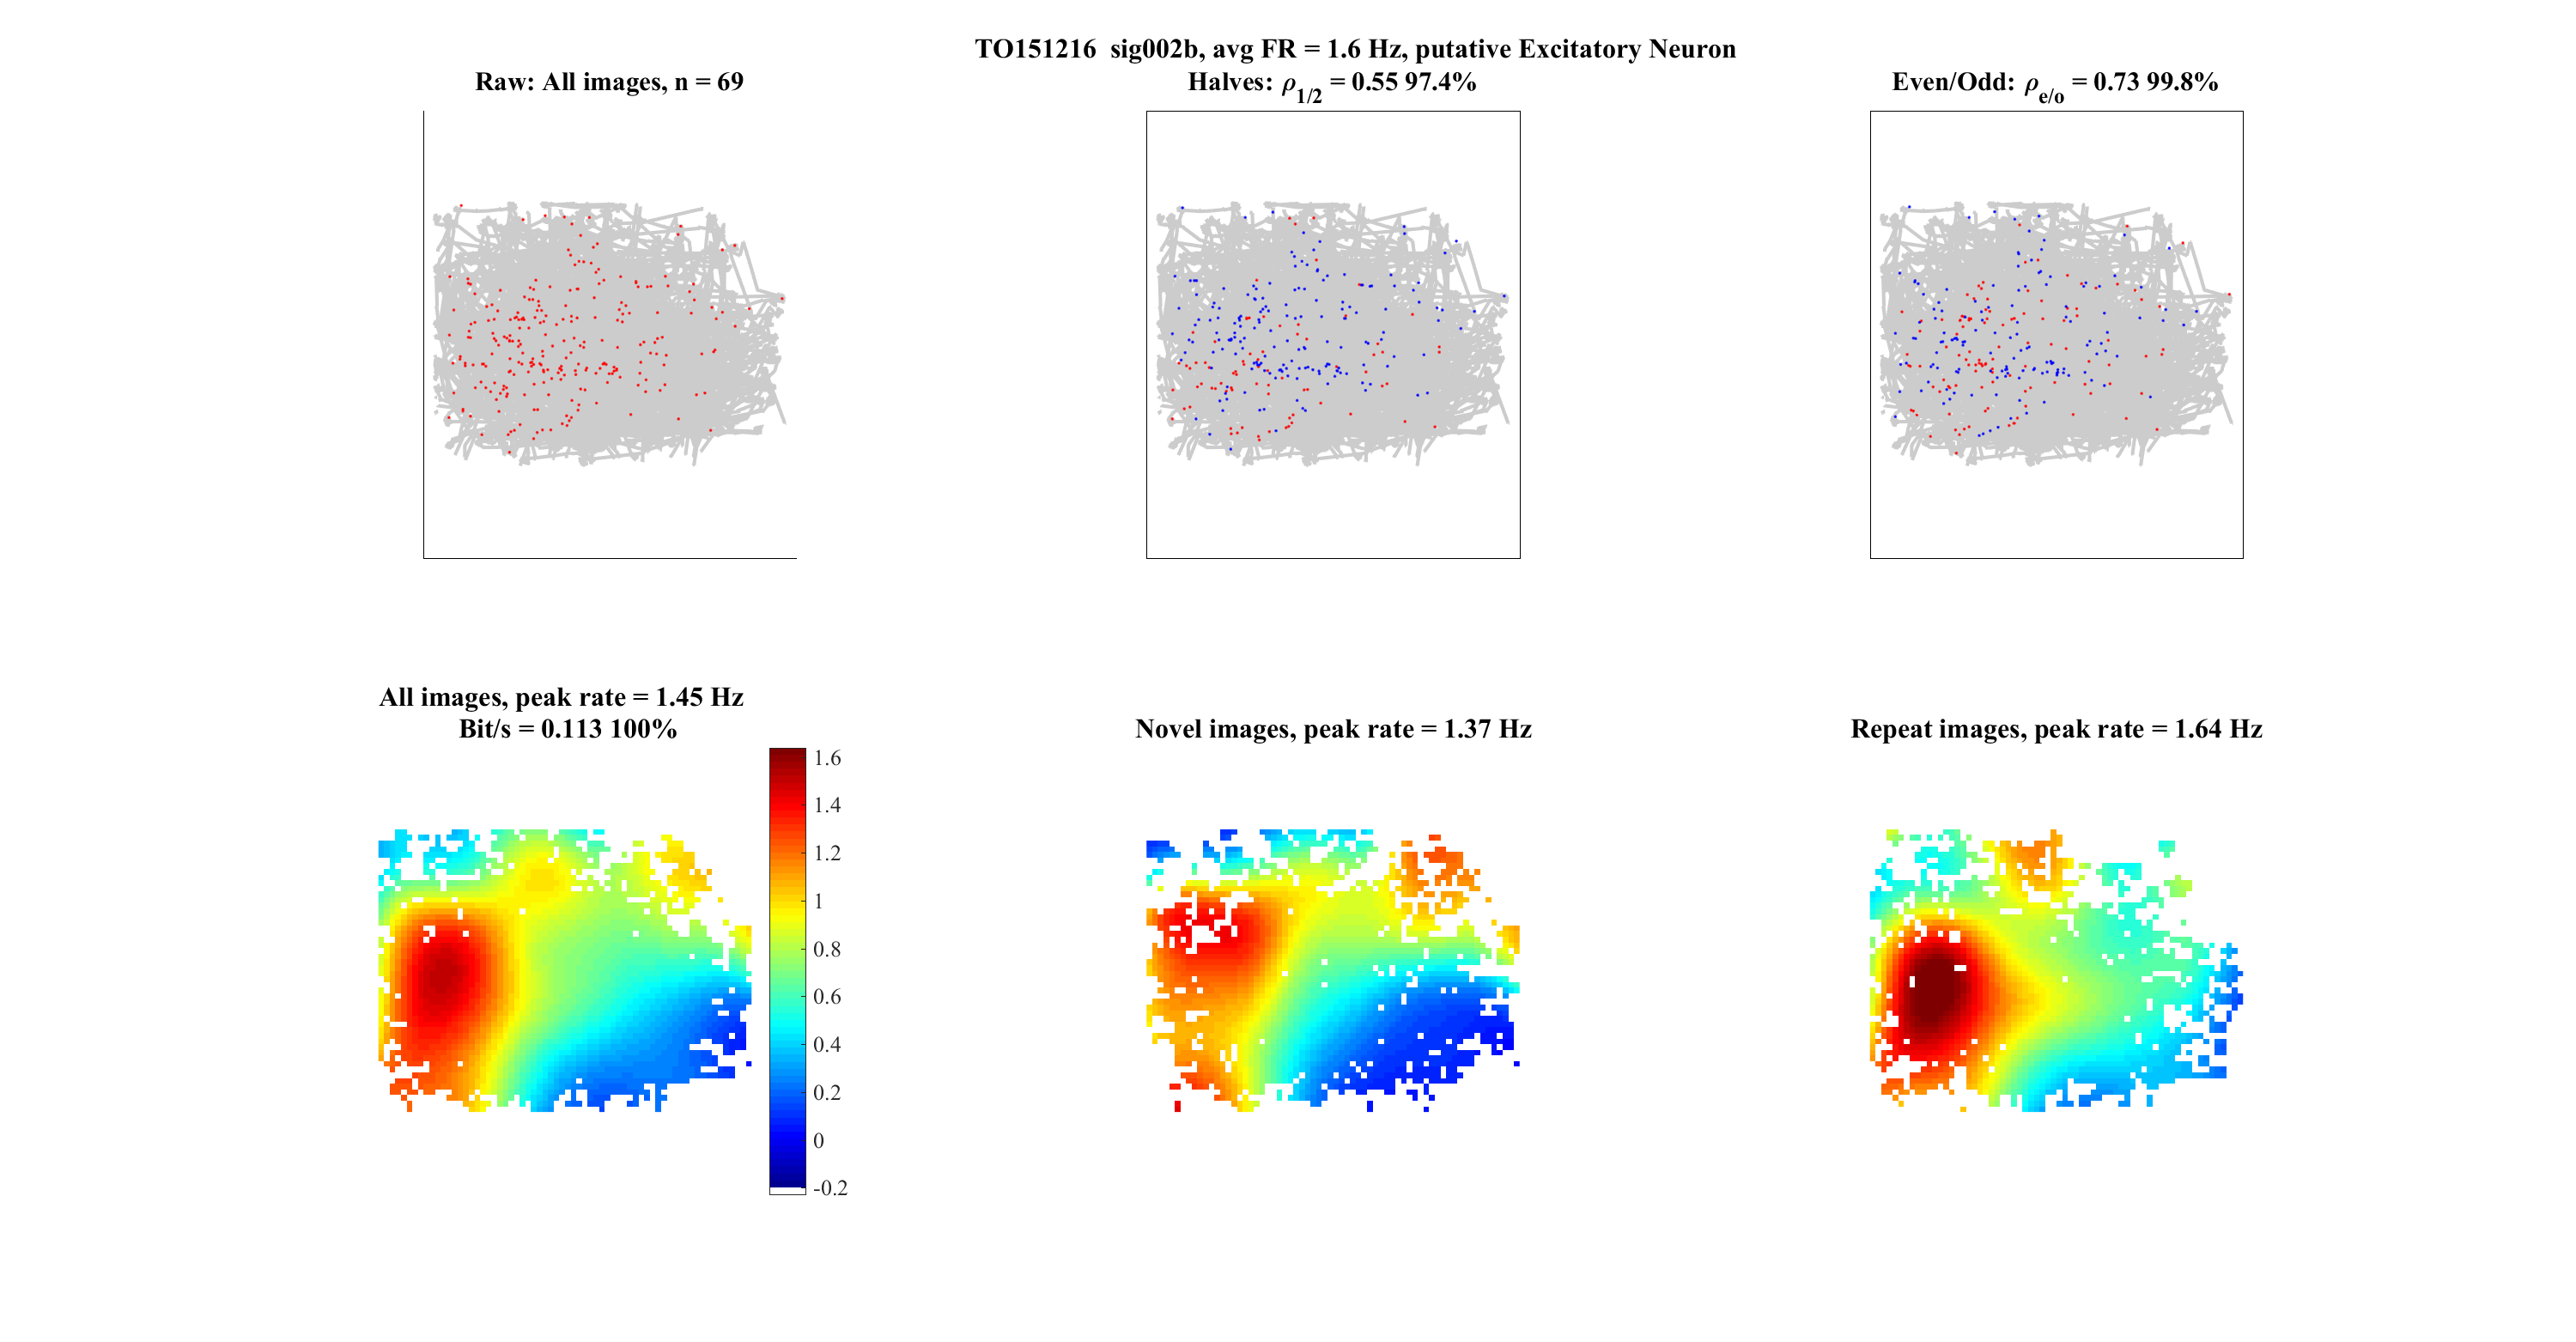 TO151216 sig002b, avg FR = 1.6 Hz, putative Excitatory Neuron
Raw: All images, n = 69
Halves: ρ1/2 = 0.55 97.4%
Even/Odd: ρe/o = 0.73 99.8%
All images, peak rate = 1.45 Hz
Bit/s = 0.113 100%
Novel images, peak rate = 1.37 Hz
Repeat images, peak rate = 1.64 Hz
1.6
1.4
1.2
1
0.8
0.6
0.4
0.2
0
-0.2